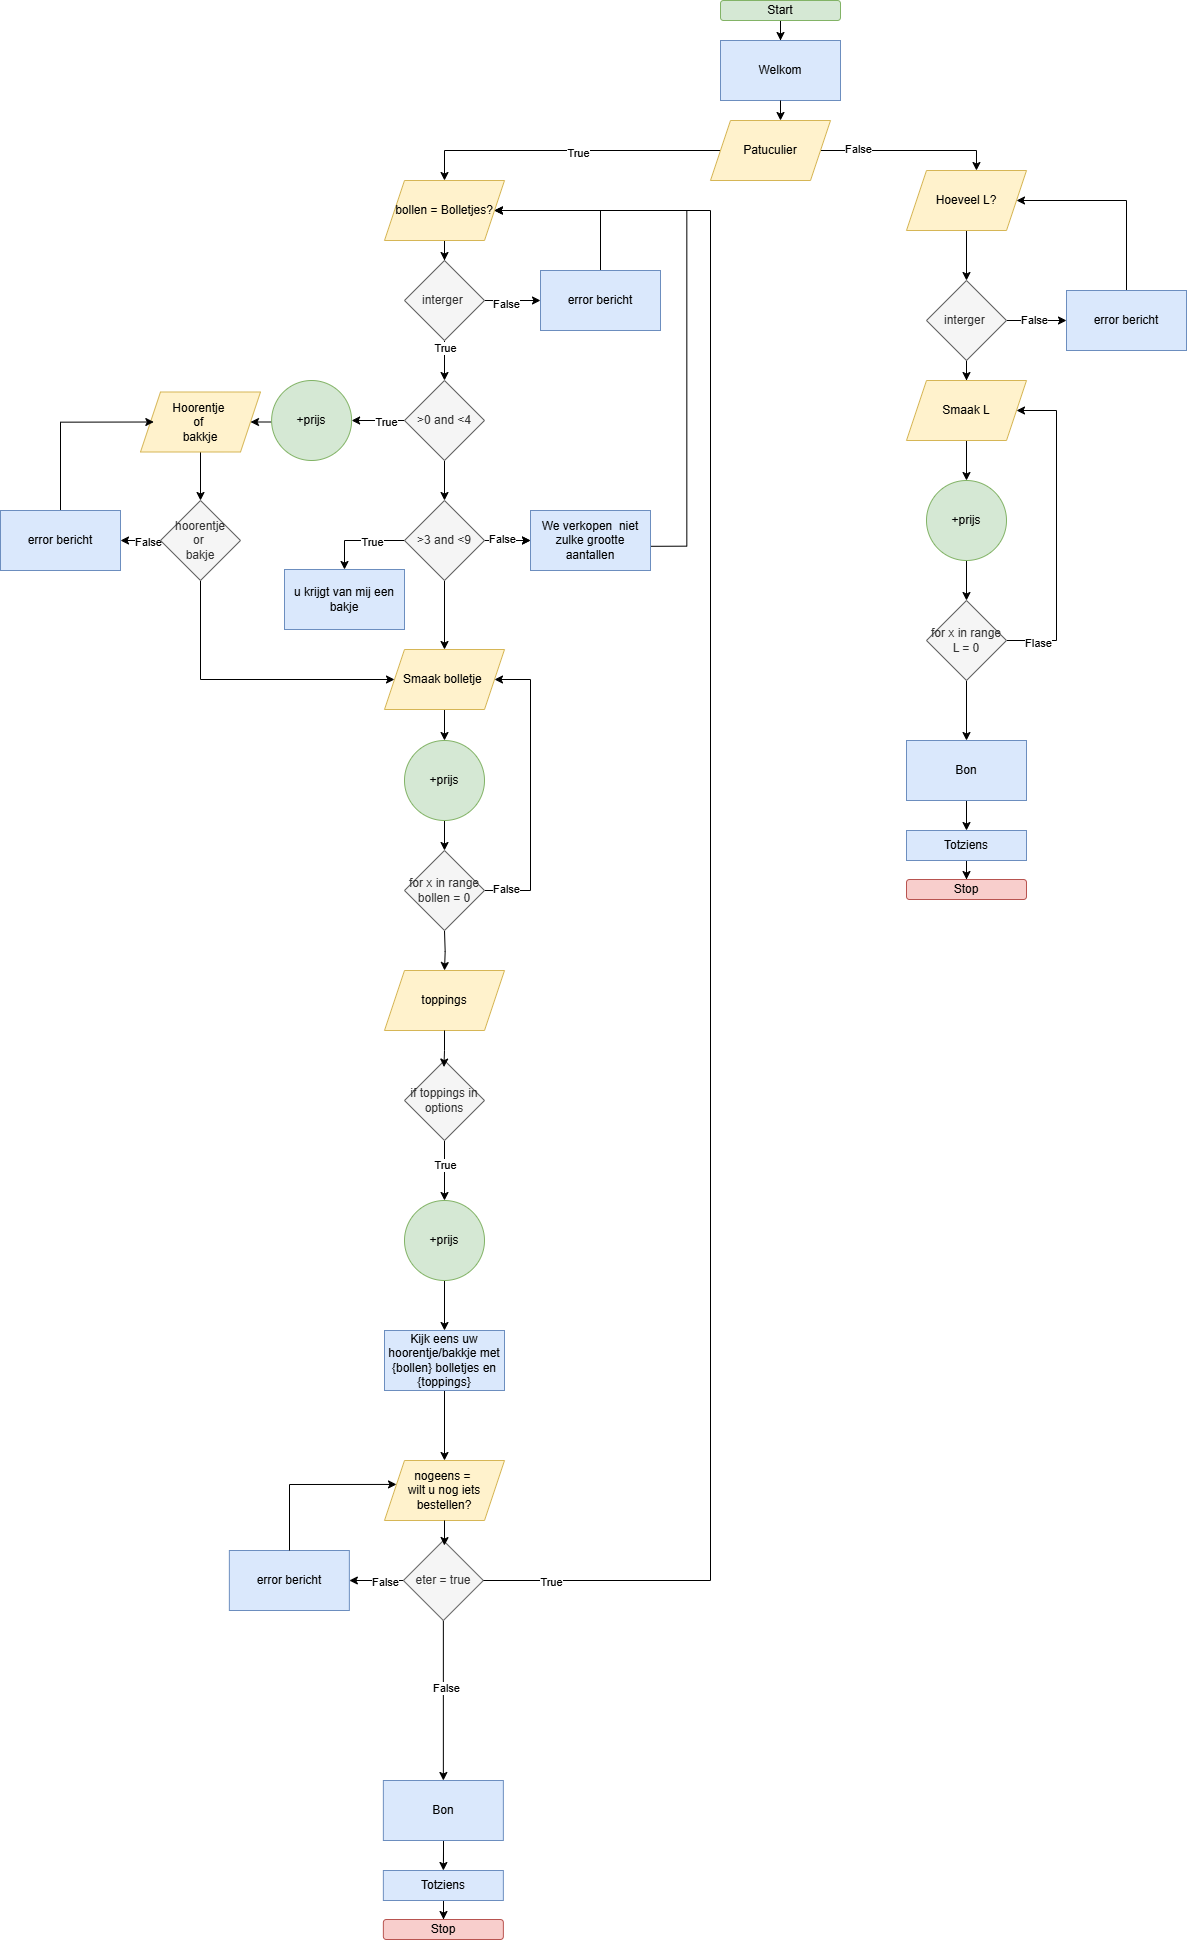 Start
Welkom
Patuculier
True
False
bollen = Bolletjes?
Hoeveel L?
interger
False
error bericht
interger
False
error bericht
True
Hoorentje
of
bakkje
+prijs
True
>0 and <4
Smaak L
error bericht
False
hoorentje
or
bakje
True
>3 and <9
False
We verkopen  niet
zulke grootte
aantallen
+prijs
u krijgt van mij een
bakje
for x in range
L = 0
Flase
Smaak bolletje
+prijs
Bon
Totziens
Stop
for x in range
bollen = 0
False
toppings
if toppings in
options
True
+prijs
Kijk eens uw
hoorentje/bakkje met
{bollen} bolletjes en
{toppings}
nogeens =
wilt u nog iets
bestellen?
error bericht
False
eter = true
True
False
Bon
Totziens
Stop